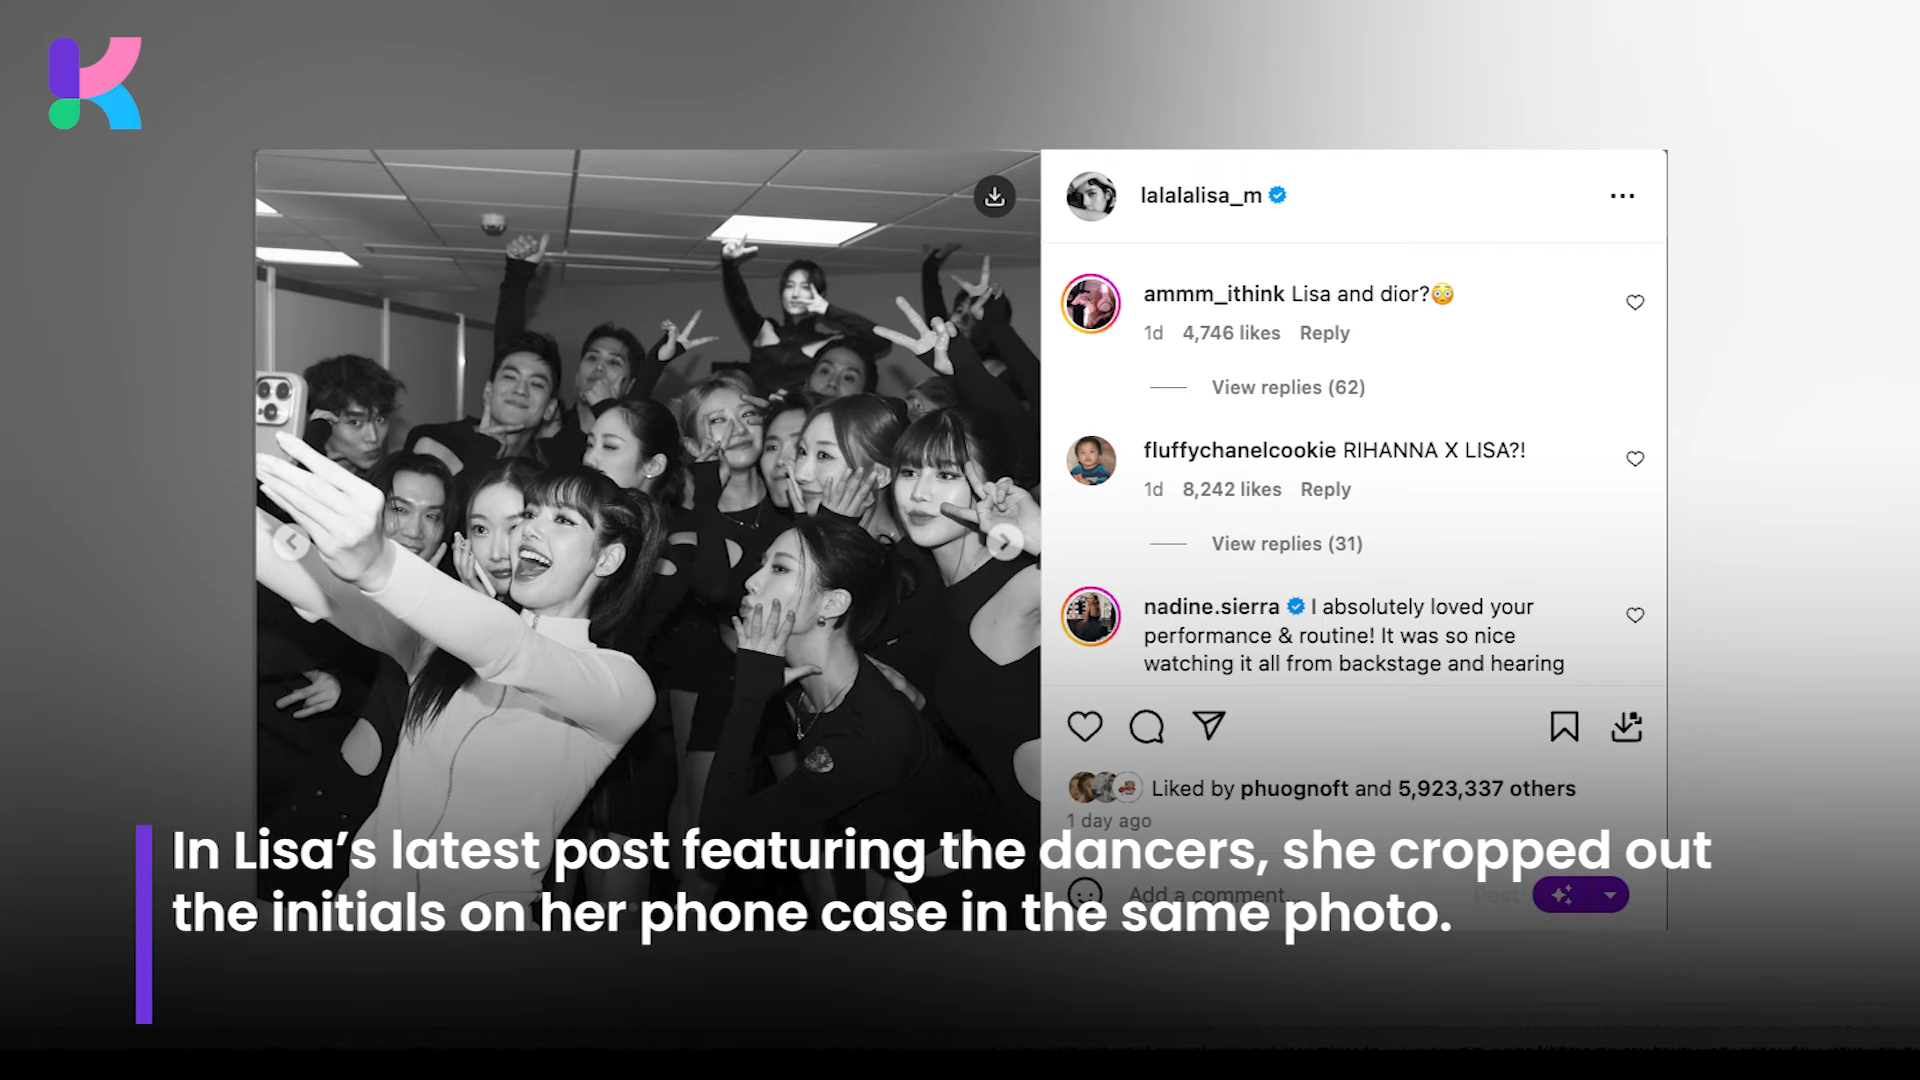 lalalalisa_m
ammm_ithink Lisa and dior?😳
1d 4,746 likes Reply
View replies (62)
fluffychanelcookie RIHANNA X LISA?!
1d 8,242 likes Reply
View replies (31)
nadine.sierra I absolutely loved your
performance & routine! It was so nice
watching it all from backstage and hearing
Liked by phuognoft and 5,923,337 others
1 day ago
Add a comment...
Post
In Lisa’s latest post featuring the dancers, she cropped out
the initials on her phone case in the same photo.